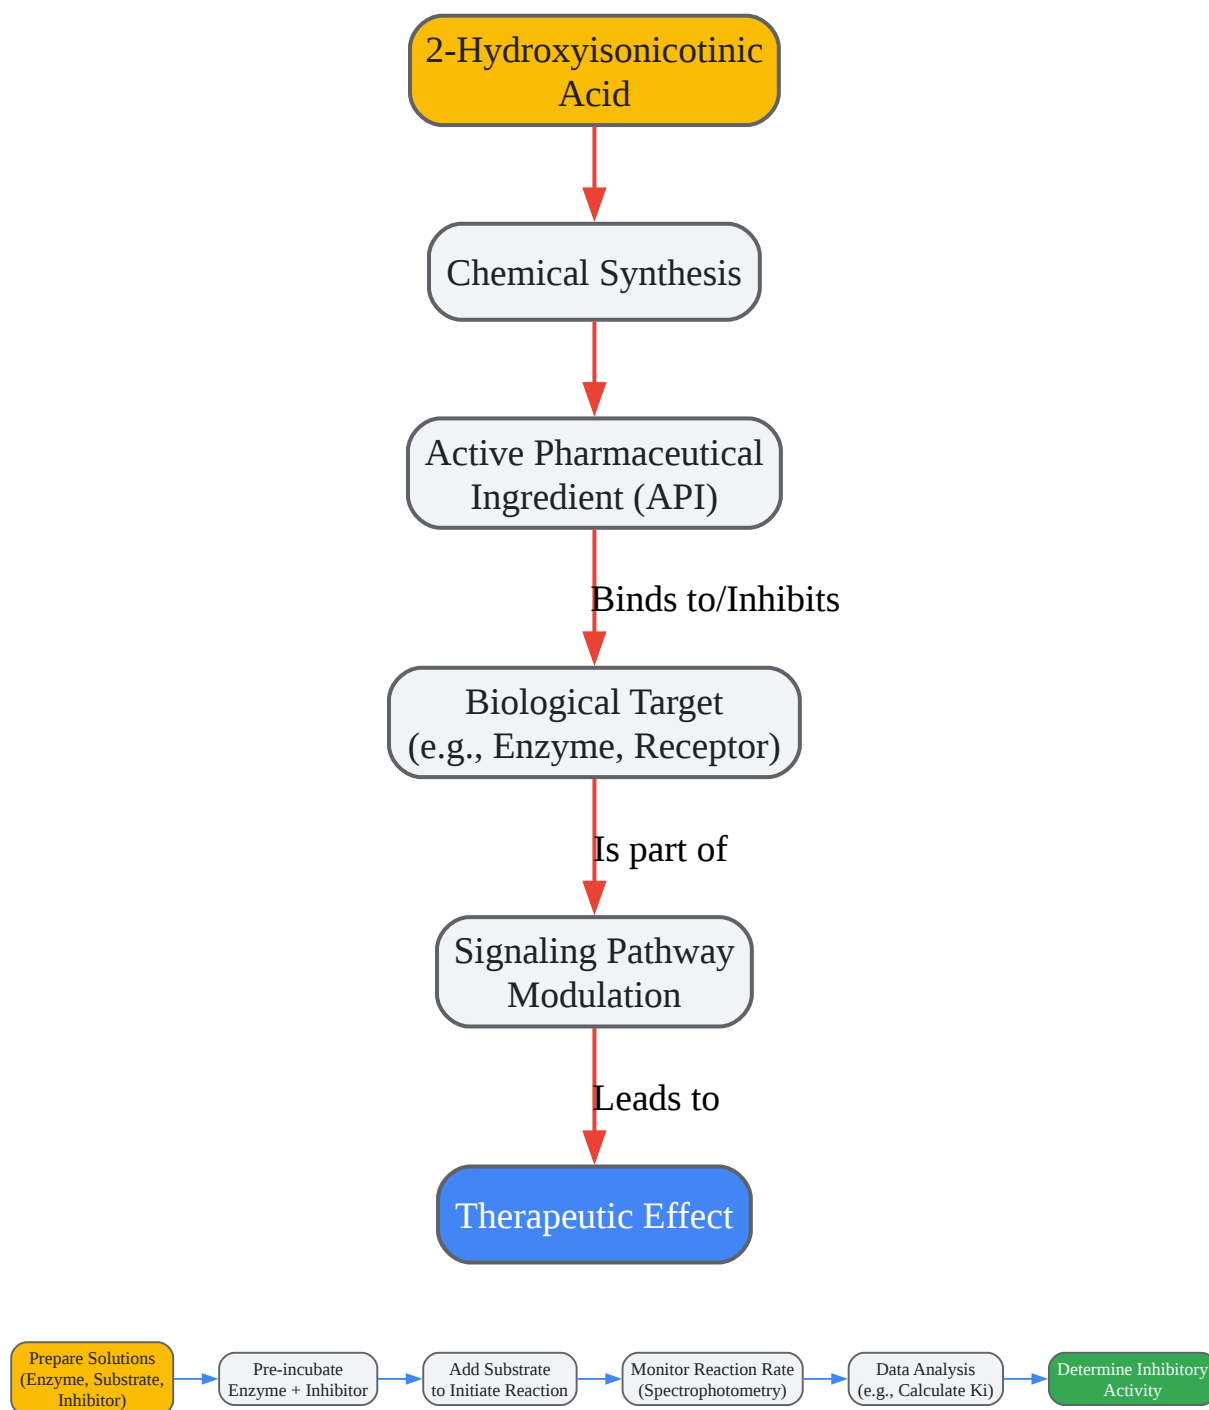 2-Hydroxyisonicotinic
Acid
Chemical Synthesis
Active Pharmaceutical
Ingredient (API)
Binds to/Inhibits
Biological Target
(e.g., Enzyme, Receptor)
Is part of
Signaling Pathway
Modulation
Leads to
Therapeutic Effect
Prepare Solutions
(Enzyme, Substrate,
Inhibitor)
Pre-incubate
Enzyme + Inhibitor
Add Substrate
to Initiate Reaction
Monitor Reaction Rate
(Spectrophotometry)
Data Analysis
(e.g., Calculate Ki)
Determine Inhibitory
Activity